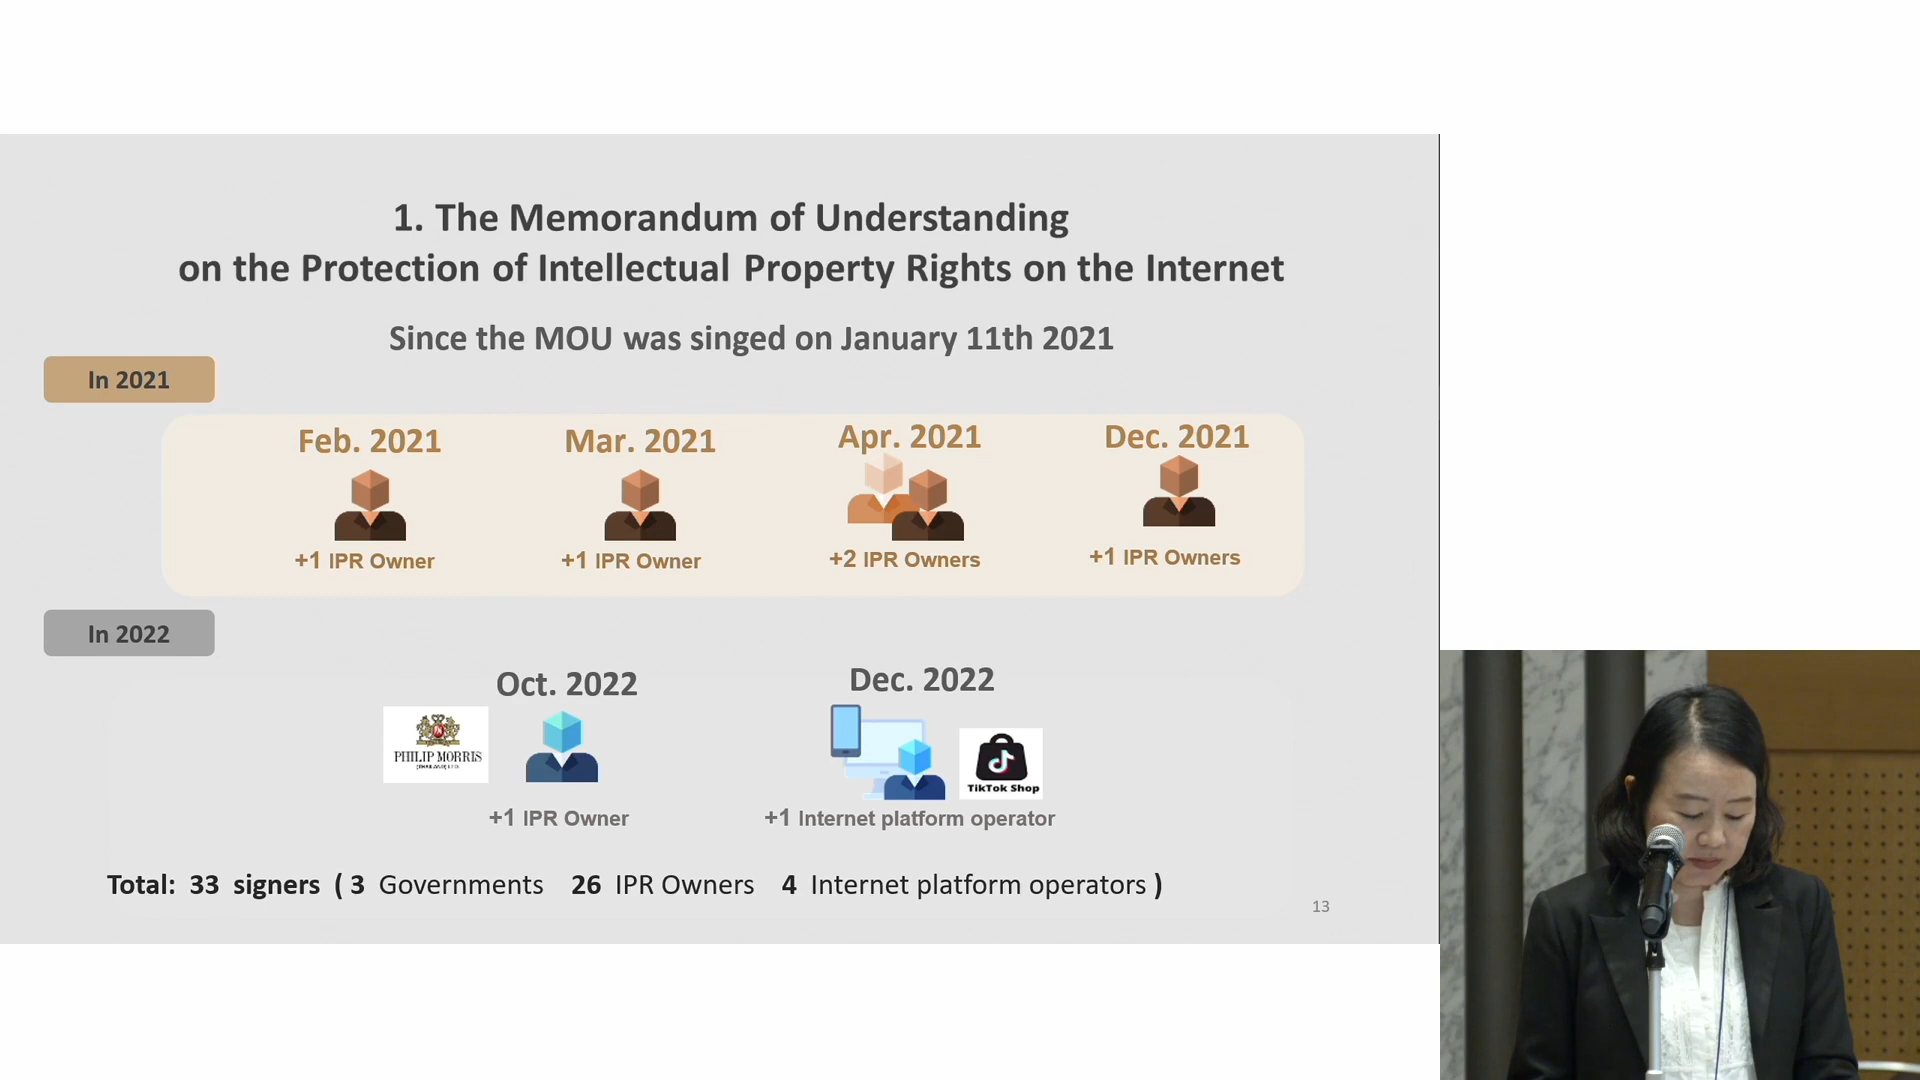 1. The Memorandum of Understanding
on the Protection of Intellectual Property Rights on the Internet
Since the MOU was singed on January 11th 2021
In 2021
Feb. 2021
Mar. 2021
Apr. 2021
Dec. 2021
+1 IPR Owner
+1 IPR Owner
+2 IPR Owners
+1 IPR Owners
In 2022
Oct. 2022
Dec. 2022
PHILIP MORRIS
(THAILAND) LTD.
TikTok Shop
+1 IPR Owner
+1 Internet platform operator
Total: 33 signers ( 3 Governments 26 IPR Owners 4 Internet platform operators )
13